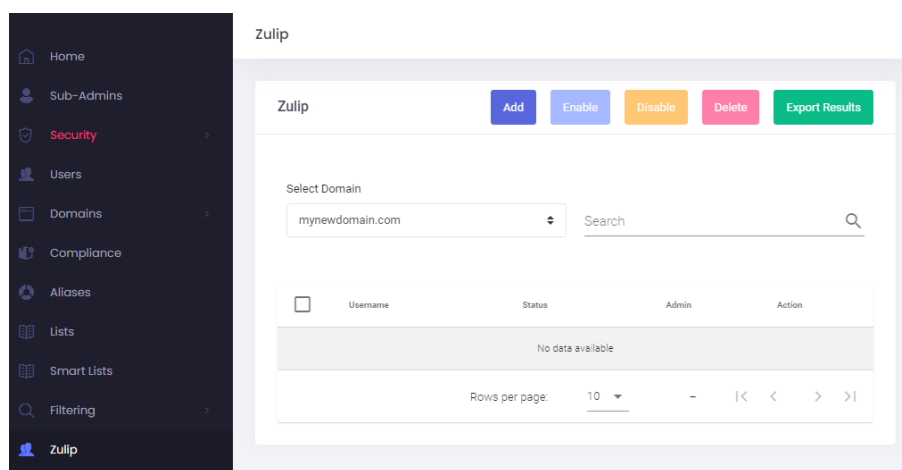 Zulip
Home
Sub-Admins
Security
Users
Domains
Compliance
Aliases
Lists
Smart Lists
Filtering
Zulip
Zulip
Add
Enable
Disable
Delete
Export Results
Select Domain
mynewdomain.com
Search
Username Status Admin Action
No data available
Rows per page: 10 –